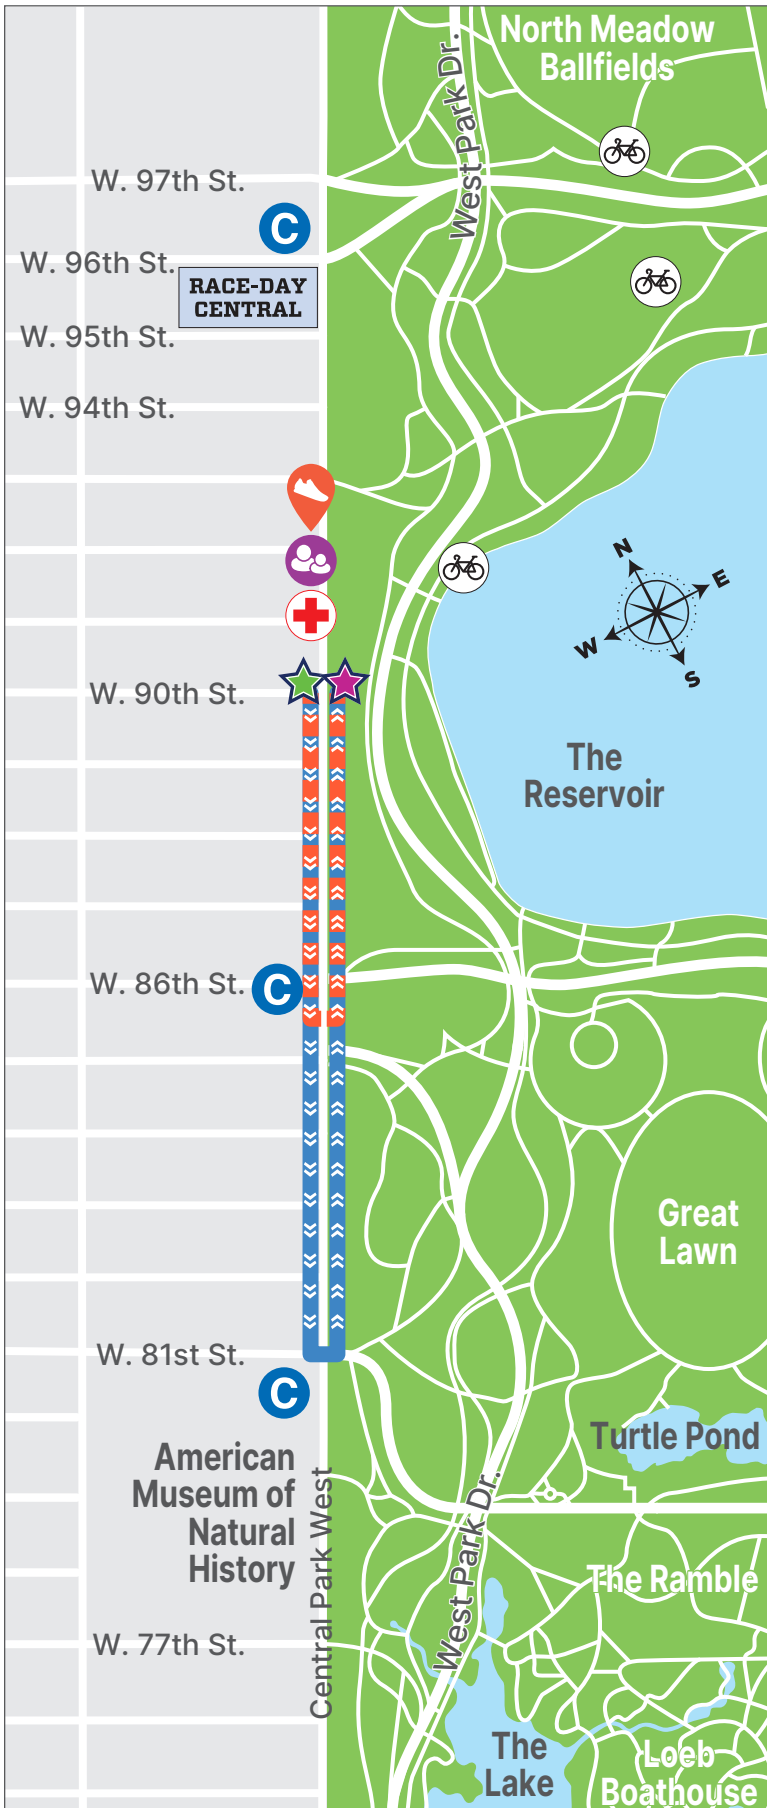 North Meadow
Ballfields
West Park Dr.
W. 97th St.
C
W. 96th St.
RACE-DAY
CENTRAL
W. 95th St.
W. 94th St.
N
E
W
S
W. 90th St.
The
Reservoir
W. 86th St.
C
Great
Lawn
W. 81st St.
C
Turtle Pond
American
Museum of
Natural
History
Central Park West
West Park Dr.
The Ramble
W. 77th St.
The
Lake
Loeb
Boathouse